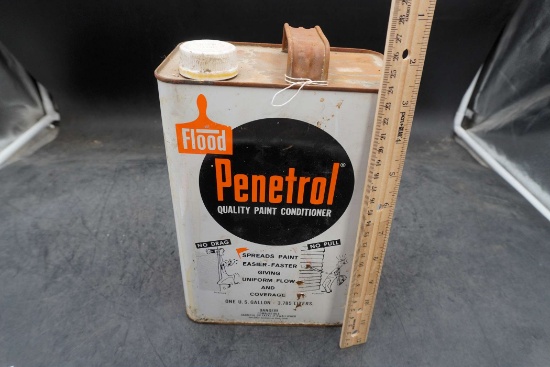 Flood
Penetrol
QUALITY PAINT CONDITIONER
NO DRAG
NO PULL
SPREADS PAINT
EASIER-FASTER
GIVING
UNIFORM FLOW
AND
COVERAGE
ONE U.S. GALLON - 3.785 LITERS